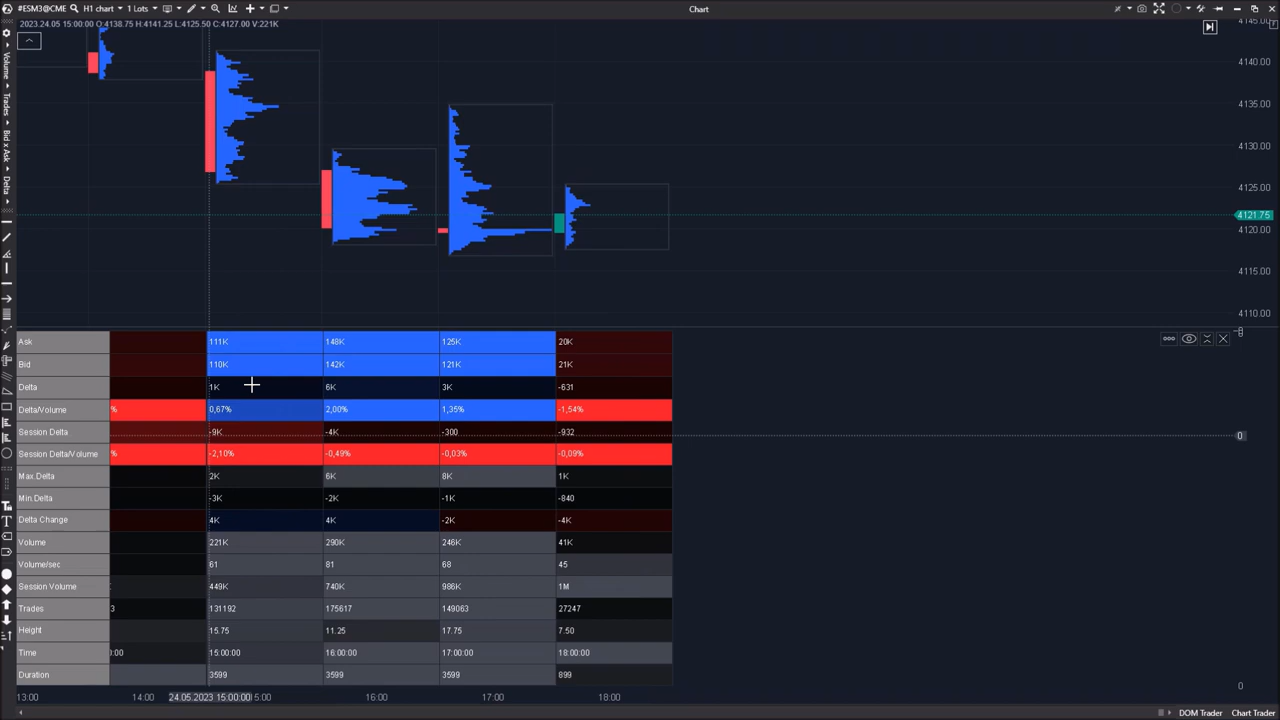 #ESM3@CME H1 chart 1 Lots Chart
2023.24.05 15:00:00 O:4138.75 H:4141.25 L:4125.50 C:4127.00 V:221K
4145.00
4140.00
4135.00
4130.00
4125.00
4121.75
4120.00
4115.00
4110.00
Volume
Trades
Bid x Ask
Delta
Ask 111K 148K 125K 20K
Bid 110K 142K 121K 21K
Delta 1K 6K 3K -631
Delta/Volume % 0,67% 2,00% 1,35% -1,54%
Session Delta -9K -4K -300 -932
Session Delta/Volume % -2,10% -0,49% -0,03% -0,09%
Max.Delta 2K 6K 8K 1K
Min.Delta -3K -2K -1K -840
Delta Change 4K 4K -2K -4K
Volume 221K 290K 246K 41K
Volume/sec 61 81 68 45
Session Volume 449K 740K 986K 1M
Trades 3 131192 175617 149063 27247
Height 15.75 11.25 17.75 7.50
Time :00 15:00:00 16:00:00 17:00:00 18:00:00
Duration 3599 3599 3599 899
0
0
13:00 14:00 24.05.2023 15:00:00 5:00 16:00 17:00 18:00
DOM Trader Chart Trader